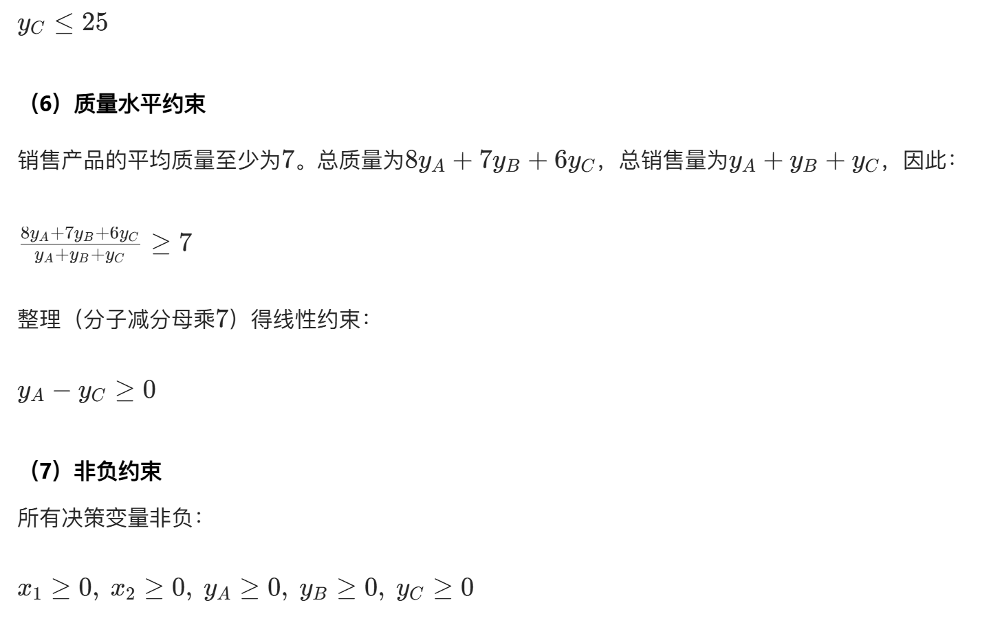 $y_C \leq 25$
（6）质量水平约束
销售产品的平均质量至少为$7$。总质量为$8y_A + 7y_B + 6y_C$，总销售量为$y_A + y_B + y_C$，因此：
$\frac{8y_A+7y_B+6y_C}{y_A+y_B+y_C} \geq 7$
整理（分子减分母乘$7$）得线性约束：
$y_A - y_C \geq 0$
（7）非负约束
所有决策变量非负：
$x_1 \geq 0, \; x_2 \geq 0, \; y_A \geq 0, \; y_B \geq 0, \; y_C \geq 0$